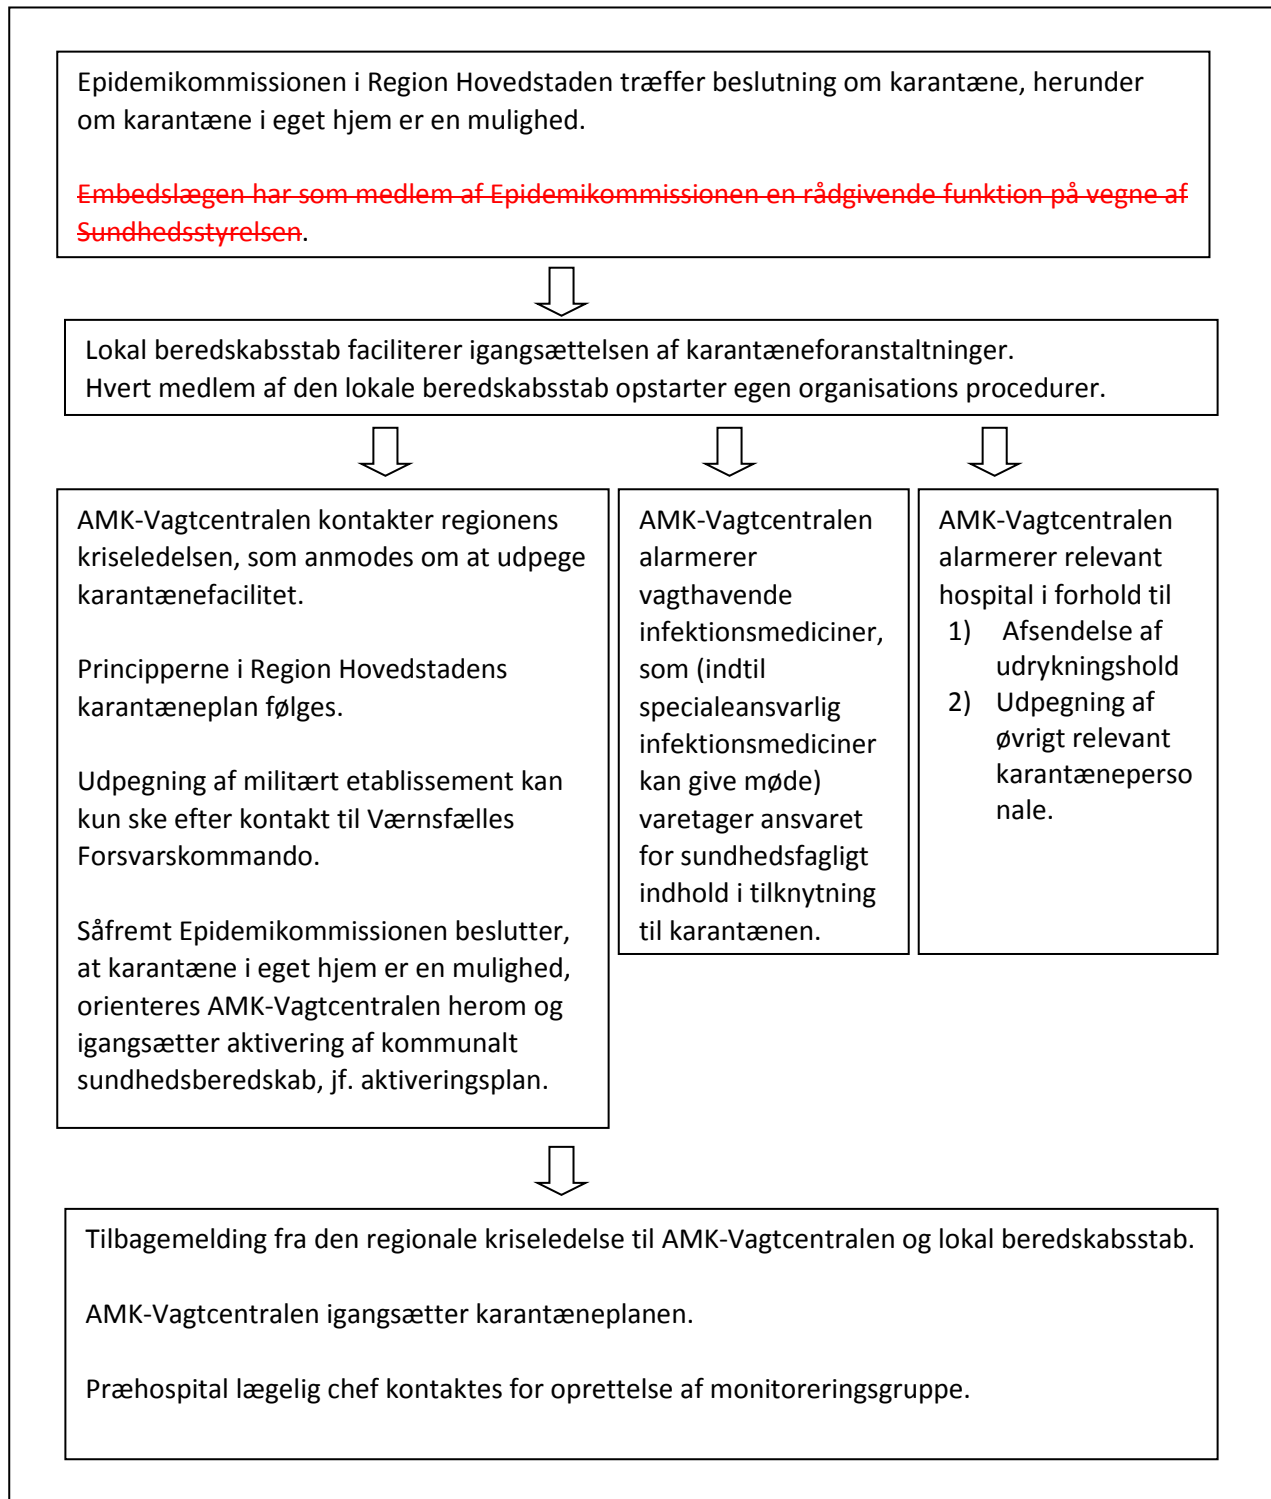 Epidemikommissionen i Region Hovedstaden træffer beslutning om karantæne, herunder
om karantæne i eget hjem er en mulighed.
Embedslægen har som medlem af Epidemikommissionen en rådgivende funktion på vegne af
Sundhedsstyrelsen.
Lokal beredskabsstab faciliterer igangsættelsen af karantæneforanstaltninger.
Hvert medlem af den lokale beredskabsstab opstarter egen organisations procedurer.
AMK-Vagtcentralen kontakter regionens
kriseledelsen, som anmodes om at udpege
karantænefacilitet.
Principperne i Region Hovedstadens
karantæneplan følges.
Udpegning af militært etablissement kan
kun ske efter kontakt til Værnsfælles
Forsvarskommando.
Såfremt Epidemikommissionen beslutter,
at karantæne i eget hjem er en mulighed,
orienteres AMK-Vagtcentralen herom og
igangsætter aktivering af kommunalt
sundhedsberedskab, jf. aktiveringsplan.
AMK-Vagtcentralen
alarmerer
vagthavende
infektionsmediciner,
som (indtil
specialeansvarlig
infektionsmediciner
kan give møde)
varetager ansvaret
for sundhedsfagligt
indhold i tilknytning
til karantænen.
AMK-Vagtcentralen
alarmerer relevant
hospital i forhold til
1) Afsendelse af
udrykningshold
2) Udpegning af
øvrigt relevant
karantæneperso
nale.
Tilbagemelding fra den regionale kriseledelse til AMK-Vagtcentralen og lokal beredskabsstab.
AMK-Vagtcentralen igangsætter karantæneplanen.
Præhospital lægelig chef kontaktes for oprettelse af monitoreringsgruppe.